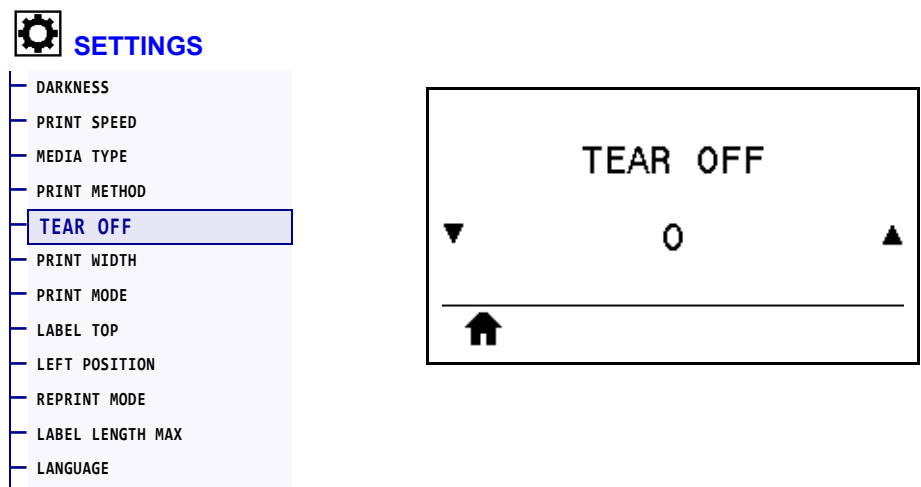 SETTINGS
DARKNESS
PRINT SPEED
MEDIA TYPE
PRINT METHOD
TEAR OFF
PRINT WIDTH
PRINT MODE
LABEL TOP
LEFT POSITION
REPRINT MODE
LABEL LENGTH MAX
LANGUAGE
TEAR OFF
▼ 0 ▲